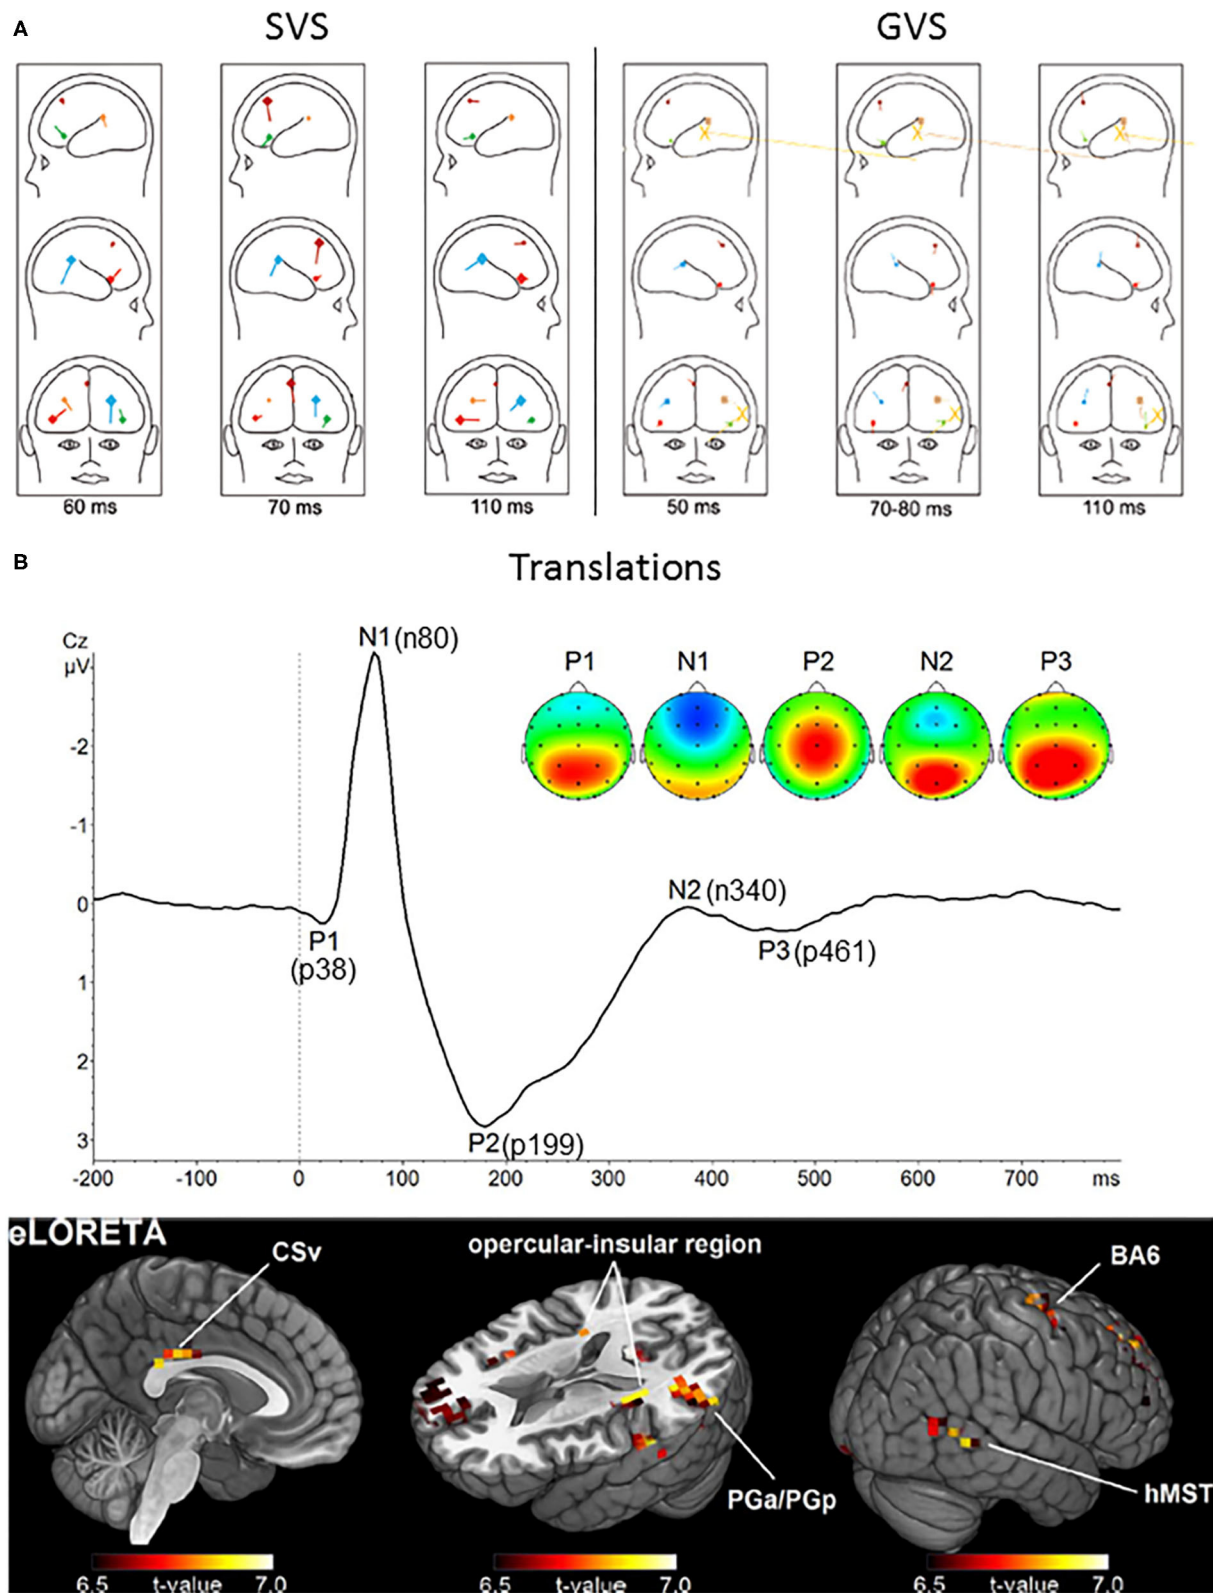 A
SVS
GVS
60 ms
70 ms
110 ms
50 ms
70-80 ms
110 ms
B
Translations
Cz
µV
N1 (n80)
P1
N1
P2
N2
P3
-2
-1
0
1
2
3
P1
(p38)
N2 (n340)
P3 (p461)
P2 (p199)
-200
-100
0
100
200
300
400
500
600
700
ms
eLORETA
CSv
opercular-insular region
BA6
PGa/PGp
hMST
6.5 t-value 7.0
6.5 t-value 7.0
6.5 t-value 7.0